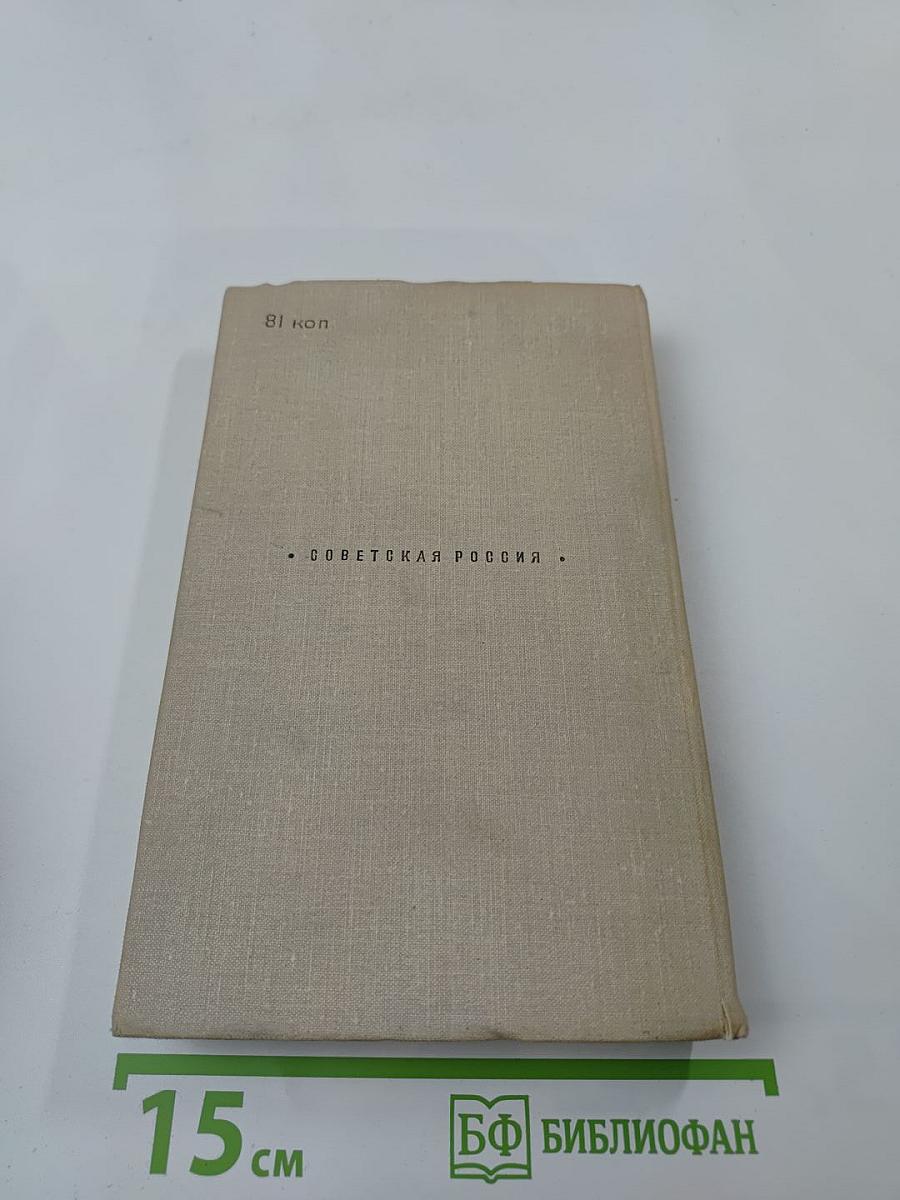 81 коп
• СОВЕТСКАЯ РОССИЯ •
15 см
БФ БИБЛИОФАН